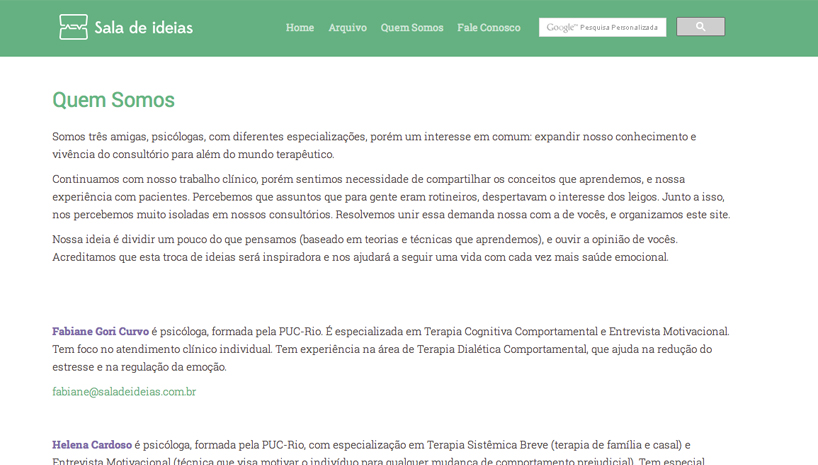 Sala de ideias
Home Arquivo Quem Somos Fale Conosco Google™ Pesquisa Personalizada
Quem Somos
Somos três amigas, psicólogas, com diferentes especializações, porém um interesse em comum: expandir nosso conhecimento e
vivência do consultório para além do mundo terapêutico.
Continuamos com nosso trabalho clínico, porém sentimos necessidade de compartilhar os conceitos que aprendemos, e nossa
experiência com pacientes. Percebemos que assuntos que para gente eram rotineiros, despertavam o interesse dos leigos. Junto a isso,
nos percebemos muito isoladas em nossos consultórios. Resolvemos unir essa demanda nossa com a de vocês, e organizamos este site.
Nossa ideia é dividir um pouco do que pensamos (baseado em teorias e técnicas que aprendemos), e ouvir a opinião de vocês.
Acreditamos que esta troca de ideias será inspiradora e nos ajudará a seguir uma vida com cada vez mais saúde emocional.
Fabiane Gori Curvo é psicóloga, formada pela PUC-Rio. É especializada em Terapia Cognitiva Comportamental e Entrevista Motivacional.
Tem foco no atendimento clínico individual. Tem experiência na área de Terapia Dialética Comportamental, que ajuda na redução do
estresse e na regulação da emoção.
fabiane@saladeideias.com.br
Helena Cardoso é psicóloga, formada pela PUC-Rio, com especialização em Terapia Sistêmica Breve (terapia de família e casal) e
Entrevista Motivacional (técnica que visa motivar o indivíduo para qualquer mudança de comportamento prejudicial). Tem especial